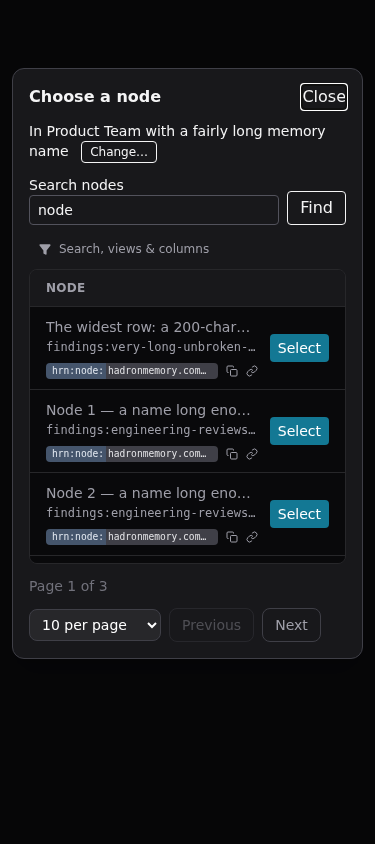 Choose a node
Close
In Product Team with a fairly long memory
name
Change…
Search nodes
node
Find
Search, views & columns
NODE
The widest row: a 200-char…
findings:very-long-unbroken-…
hrn:node: hadronmemory.com…
Select
Node 1 — a name long eno…
findings:engineering-reviews…
hrn:node: hadronmemory.com…
Select
Node 2 — a name long eno…
findings:engineering-reviews…
hrn:node: hadronmemory.com…
Select
Page 1 of 3
10 per page
Previous
Next